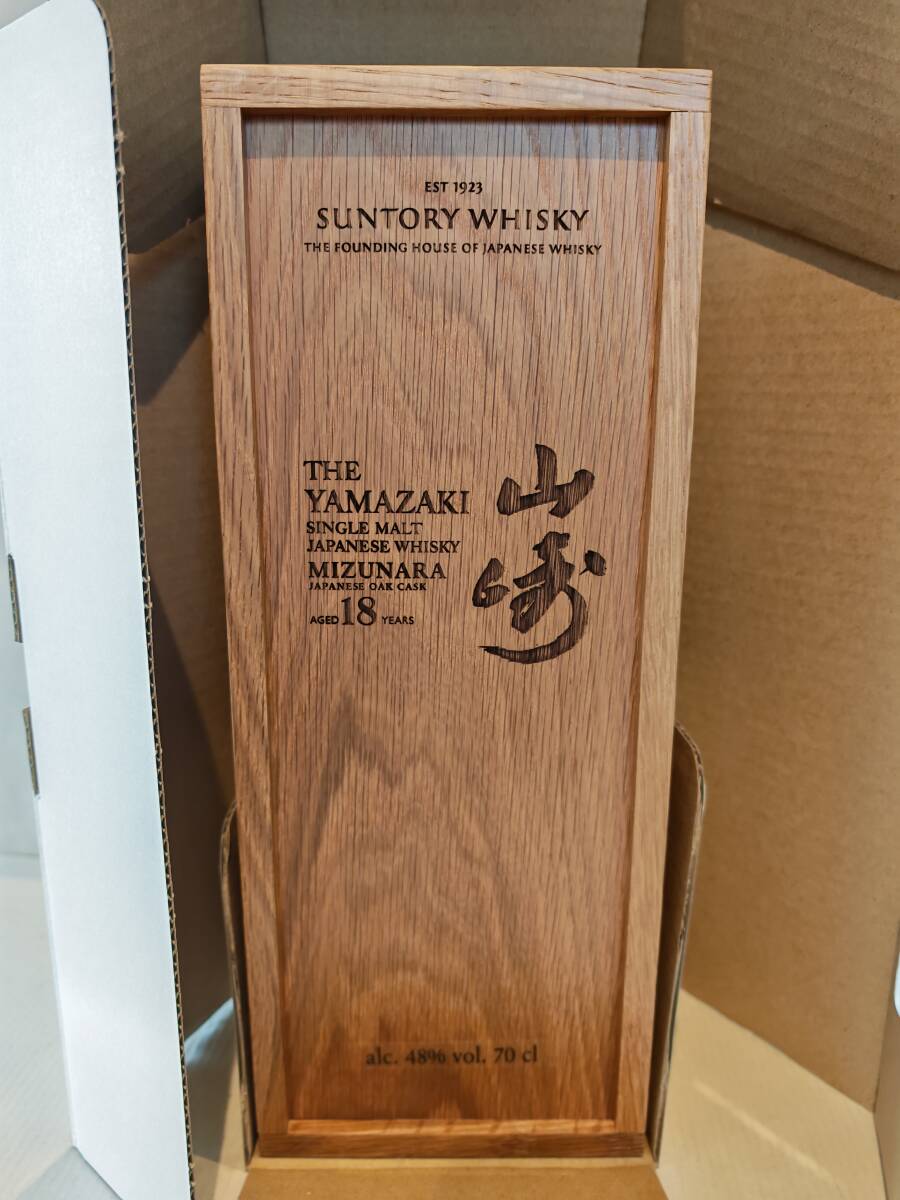 EST 1923
SUNTORY WHISKY
THE FOUNDING HOUSE OF JAPANESE WHISKY
THE
YAMAZAKI
SINGLE MALT
JAPANESE WHISKY
MIZUNARA
JAPANESE OAK CASK
AGED 18 YEARS
山崎
alc. 48% vol. 70 cl